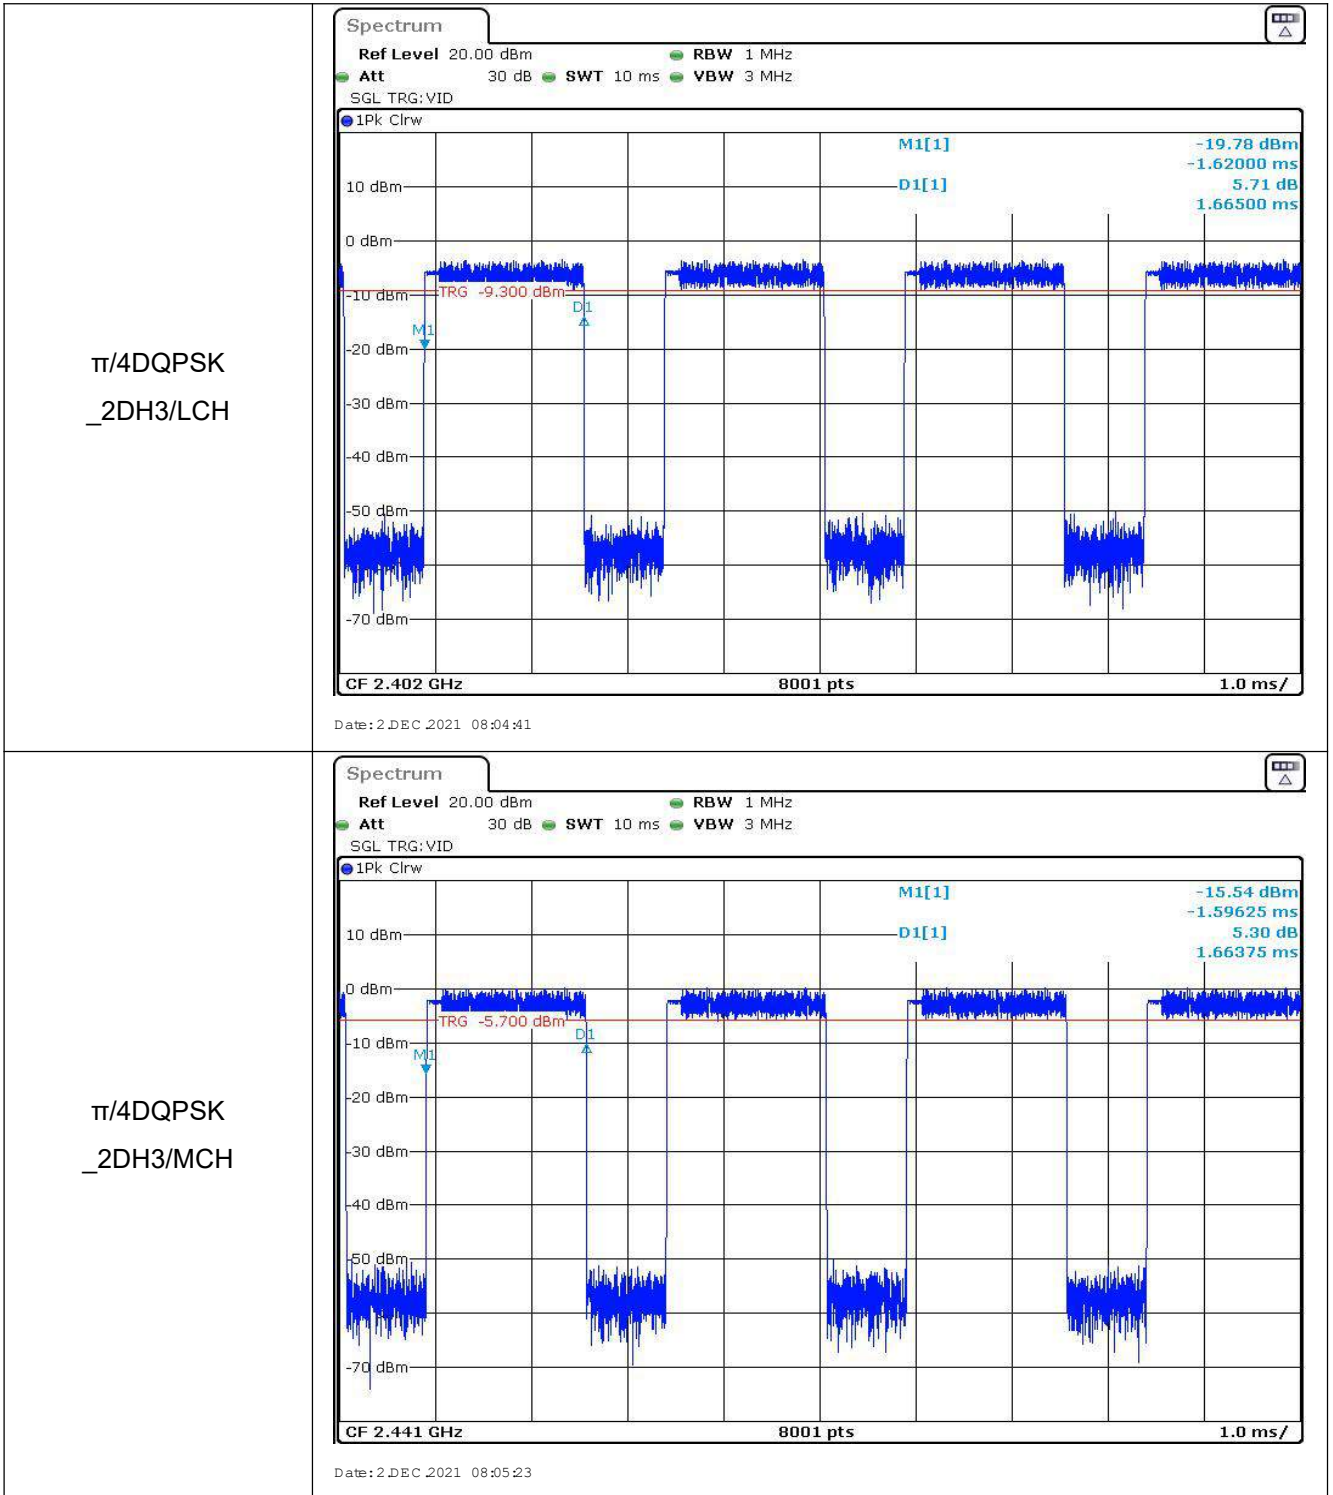 π/4DQPSK
_2DH3/LCH
Spectrum
Ref Level 20.00 dBm RBW 1 MHz
Att 30 dB SWT 10 ms VBW 3 MHz
SGL TRG:VID
1Pk Clrw
M1[1] -19.78 dBm
-1.62000 ms
10 dBm D1[1] 5.71 dB
1.66500 ms
0 dBm
-10 dBm TRG -9.300 dBm
D1
M1
-20 dBm
-30 dBm
-40 dBm
-50 dBm
-70 dBm
CF 2.402 GHz 8001 pts 1.0 ms/
Date: 2.DEC.2021 08:04:41
π/4DQPSK
_2DH3/MCH
Spectrum
Ref Level 20.00 dBm RBW 1 MHz
Att 30 dB SWT 10 ms VBW 3 MHz
SGL TRG:VID
1Pk Clrw
M1[1] -15.54 dBm
-1.59625 ms
10 dBm D1[1] 5.30 dB
1.66375 ms
0 dBm
TRG -5.700 dBm
D1
-10 dBm
M1
-20 dBm
-30 dBm
-40 dBm
-50 dBm
-70 dBm
CF 2.441 GHz 8001 pts 1.0 ms/
Date: 2.DEC.2021 08:05:23